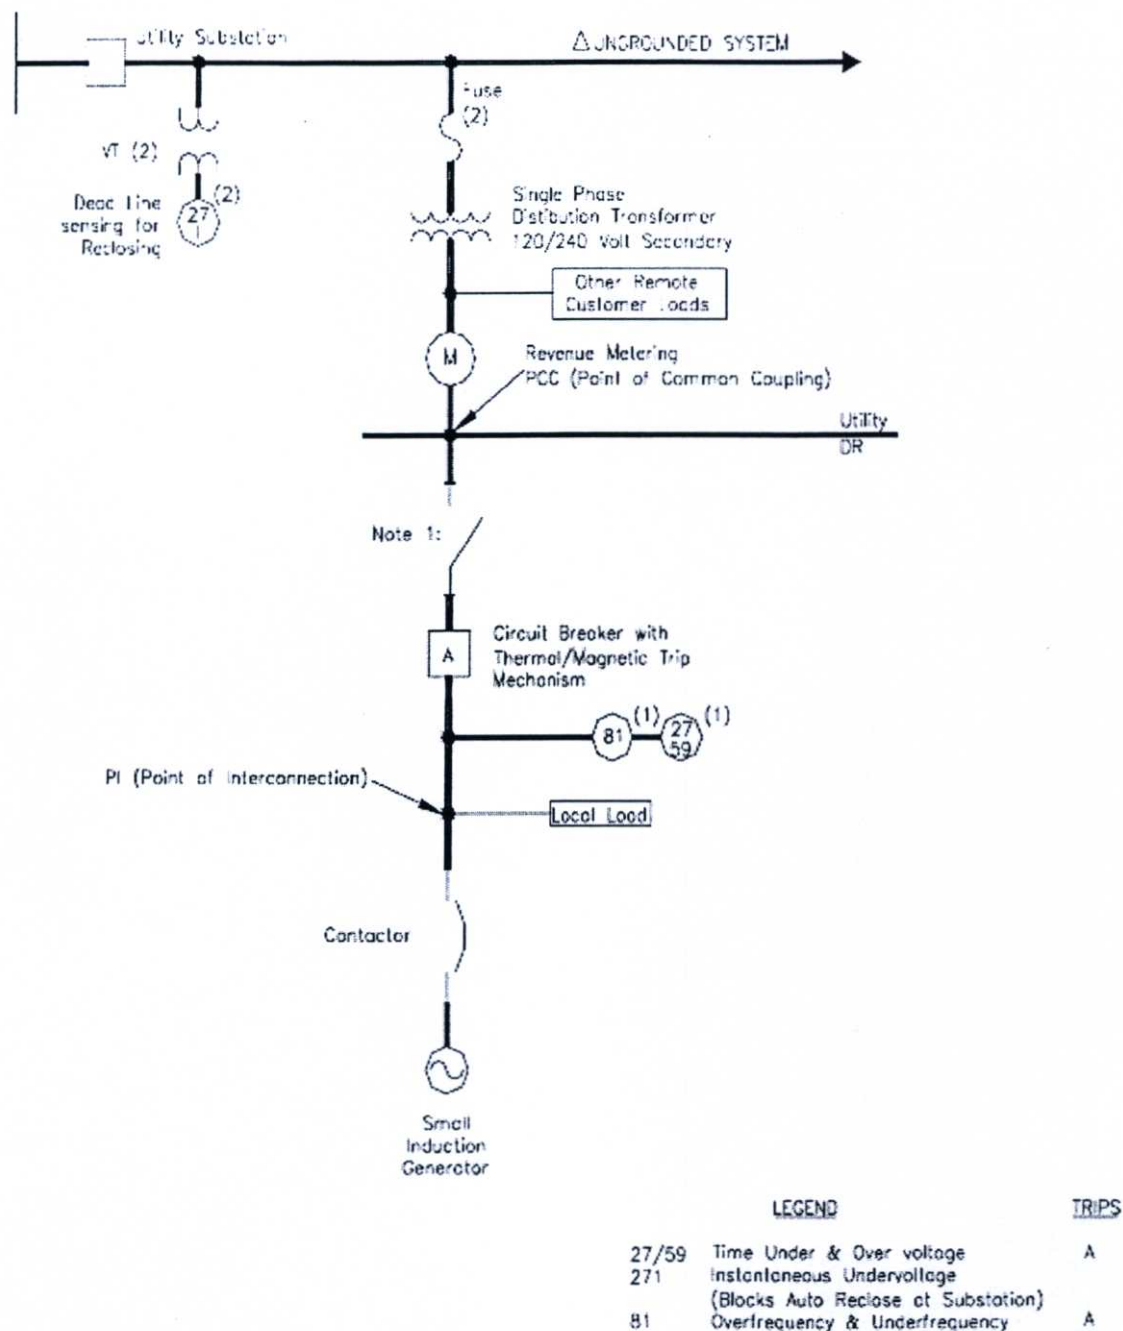 Utility Substation
Δ UNGROUNDED SYSTEM
Fuse
(2)
VT (2)
(2)
27
I
Dead Line
sensing for
Reclosing
Single Phase
Distibution Transformer
120/240 Volt Secondary
Other Remote
Customer Loads
M
Revenue Metering
PCC (Point of Common Coupling)
Utility
DR
Note 1:
A
Circuit Breaker with
Thermal/Magnetic Trip
Mechanism
81
(1)
27
59
(1)
PI (Point of Interconnection)
Local Load
Contactor
Small
Induction
Generator
LEGEND TRIPS
27/59 Time Under & Over voltage A
271 Instantaneous Undervoltage
(Blocks Auto Reclose at Substation)
81 Overfrequency & Underfrequency A